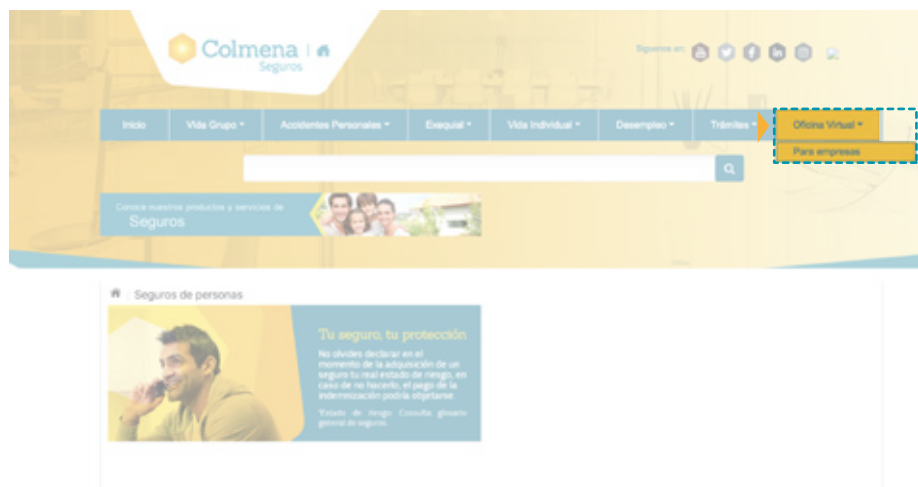 Colmena
Seguros
Síguenos en:
Inicio
Vida Grupo
Accidentes Personales
Exequial
Vida Individual
Desempleo
Trámites
Oficina Virtual
Para empresas
Conoce nuestros productos y servicios de
Seguros
Seguros de personas
Tu seguro, tu protección
No olvides declarar en el
momento de la adquisición de un
seguro tu real estado de riesgo, en
caso de no hacerlo, el pago de la
indemnización podría objetarse.
*Estado de riesgo Consulta glosario
general de seguros.